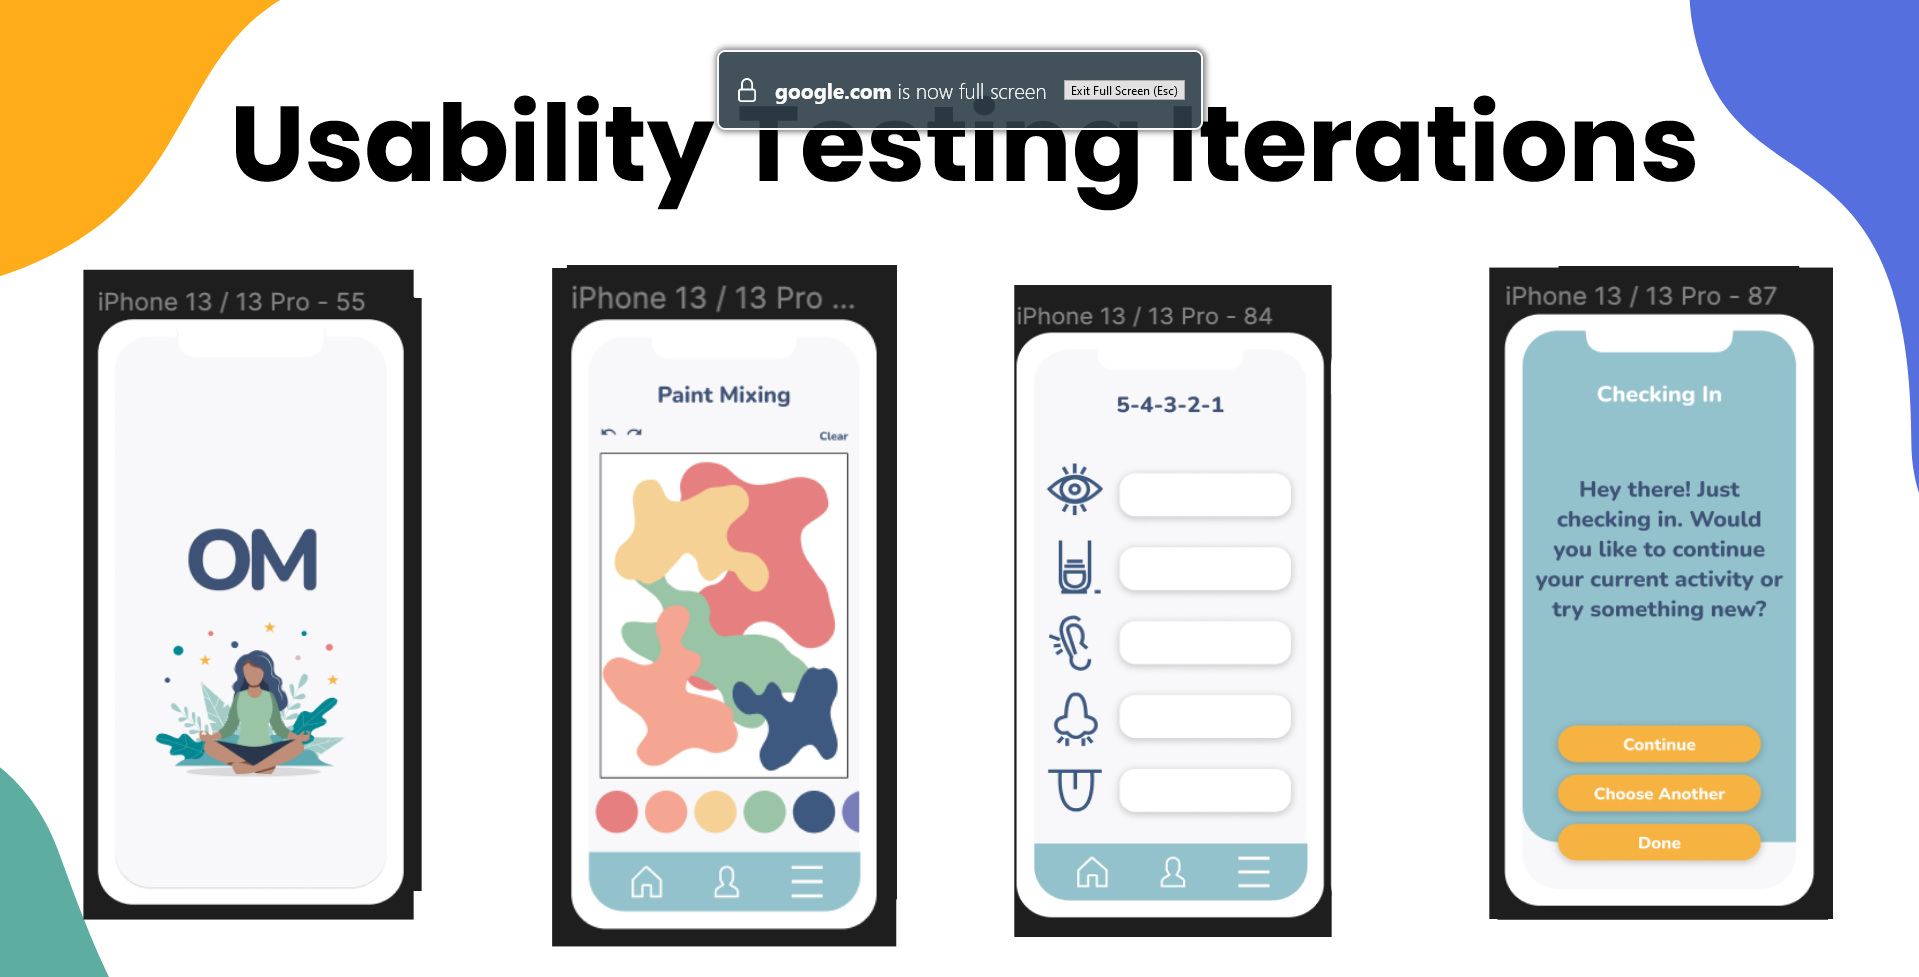 google.com is now full screen
Exit Full Screen (Esc)
Usability Testing Iterations
iPhone 13 / 13 Pro - 55
OM
iPhone 13 / 13 Pro ...
Paint Mixing
Clear
iPhone 13 / 13 Pro - 84
5-4-3-2-1
iPhone 13 / 13 Pro - 87
Checking In
Hey there! Just
checking in. Would
you like to continue
your current activity or
try something new?
Continue
Choose Another
Done